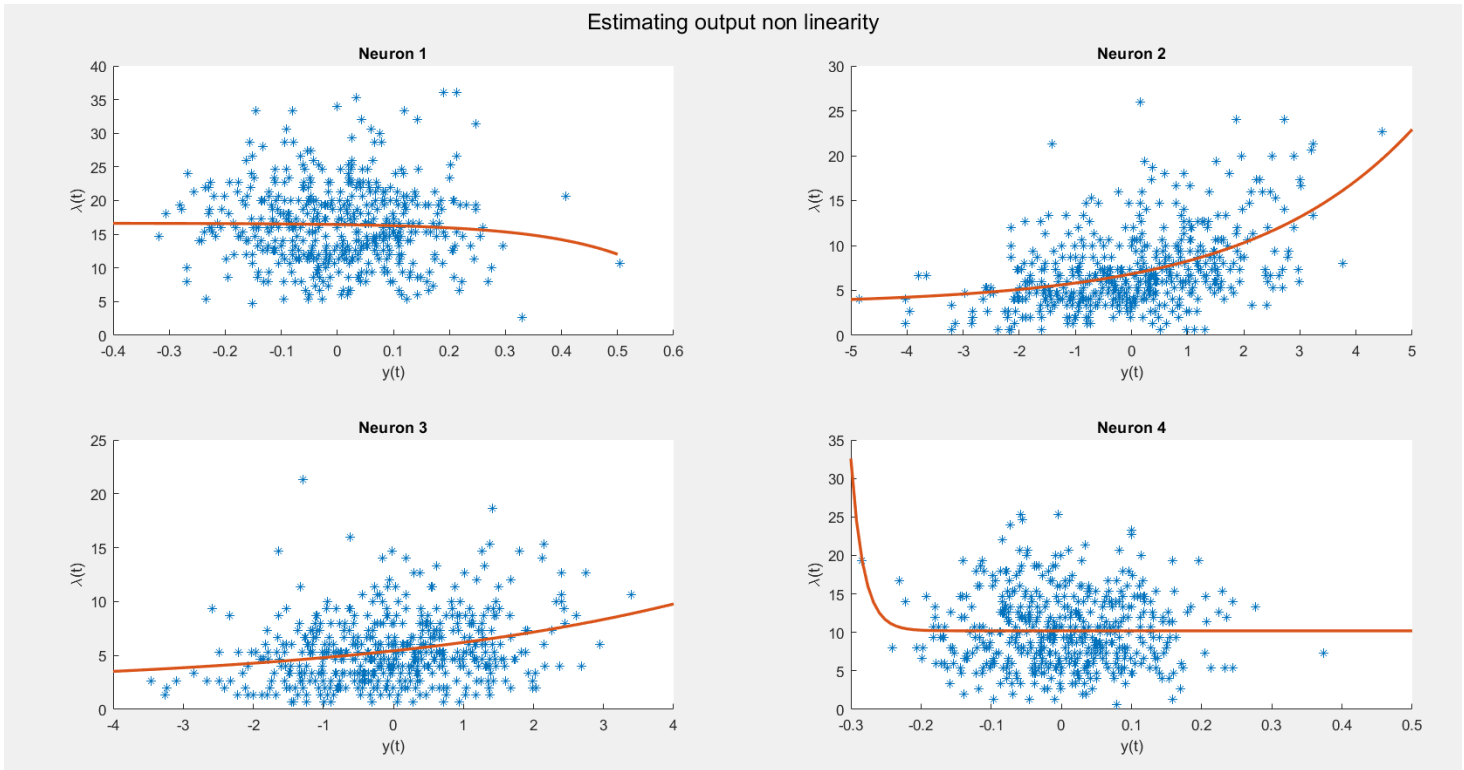 Estimating output non linearity
Neuron 1
40
35
30
25
20
15
10
5
0
λ(t)
-0.4 -0.3 -0.2 -0.1 0 0.1 0.2 0.3 0.4 0.5 0.6
y(t)
Neuron 2
30
25
20
15
10
5
0
λ(t)
-5 -4 -3 -2 -1 0 1 2 3 4 5
y(t)
Neuron 3
25
20
15
10
5
0
λ(t)
-4 -3 -2 -1 0 1 2 3 4
y(t)
Neuron 4
35
30
25
20
15
10
5
0
λ(t)
-0.3 -0.2 -0.1 0 0.1 0.2 0.3 0.4 0.5
y(t)